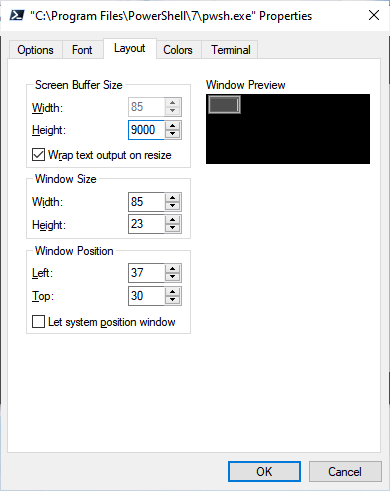 "C:\Program Files\PowerShell\7\pwsh.exe" Properties
Options Font Layout Colors Terminal
Screen Buffer Size
Width: 85
Height: 9000
Wrap text output on resize
Window Size
Width: 85
Height: 23
Window Position
Left: 37
Top: 30
Let system position window
Window Preview
OK Cancel